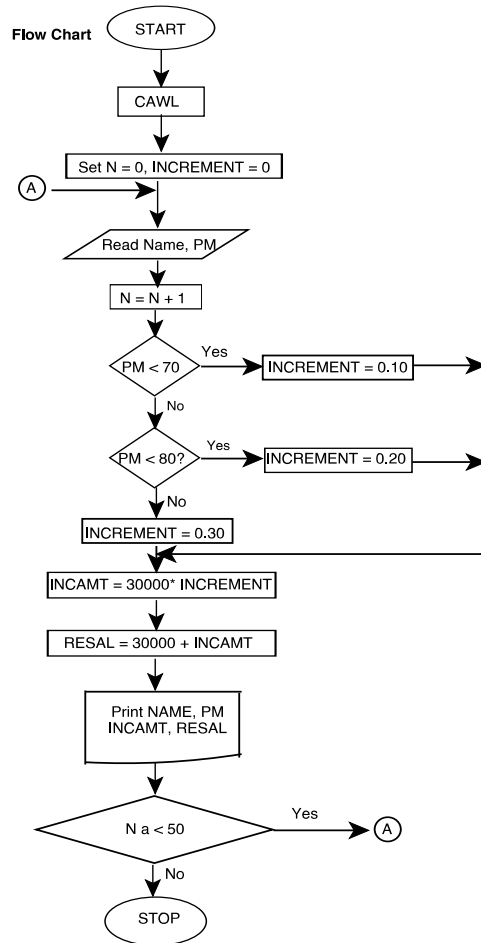 START
Flow Chart
CAWL
Set N = 0, INCREMENT = 0
A
Read Name, PM
N = N + 1
PM < 70
Yes
INCREMENT = 0.10
No
PM < 80?
Yes
INCREMENT = 0.20
No
INCREMENT = 0.30
INCAMT = 30000* INCREMENT
RESAL = 30000 + INCAMT
Print NAME, PM
INCAMT, RESAL
N a < 50
Yes
A
No
STOP